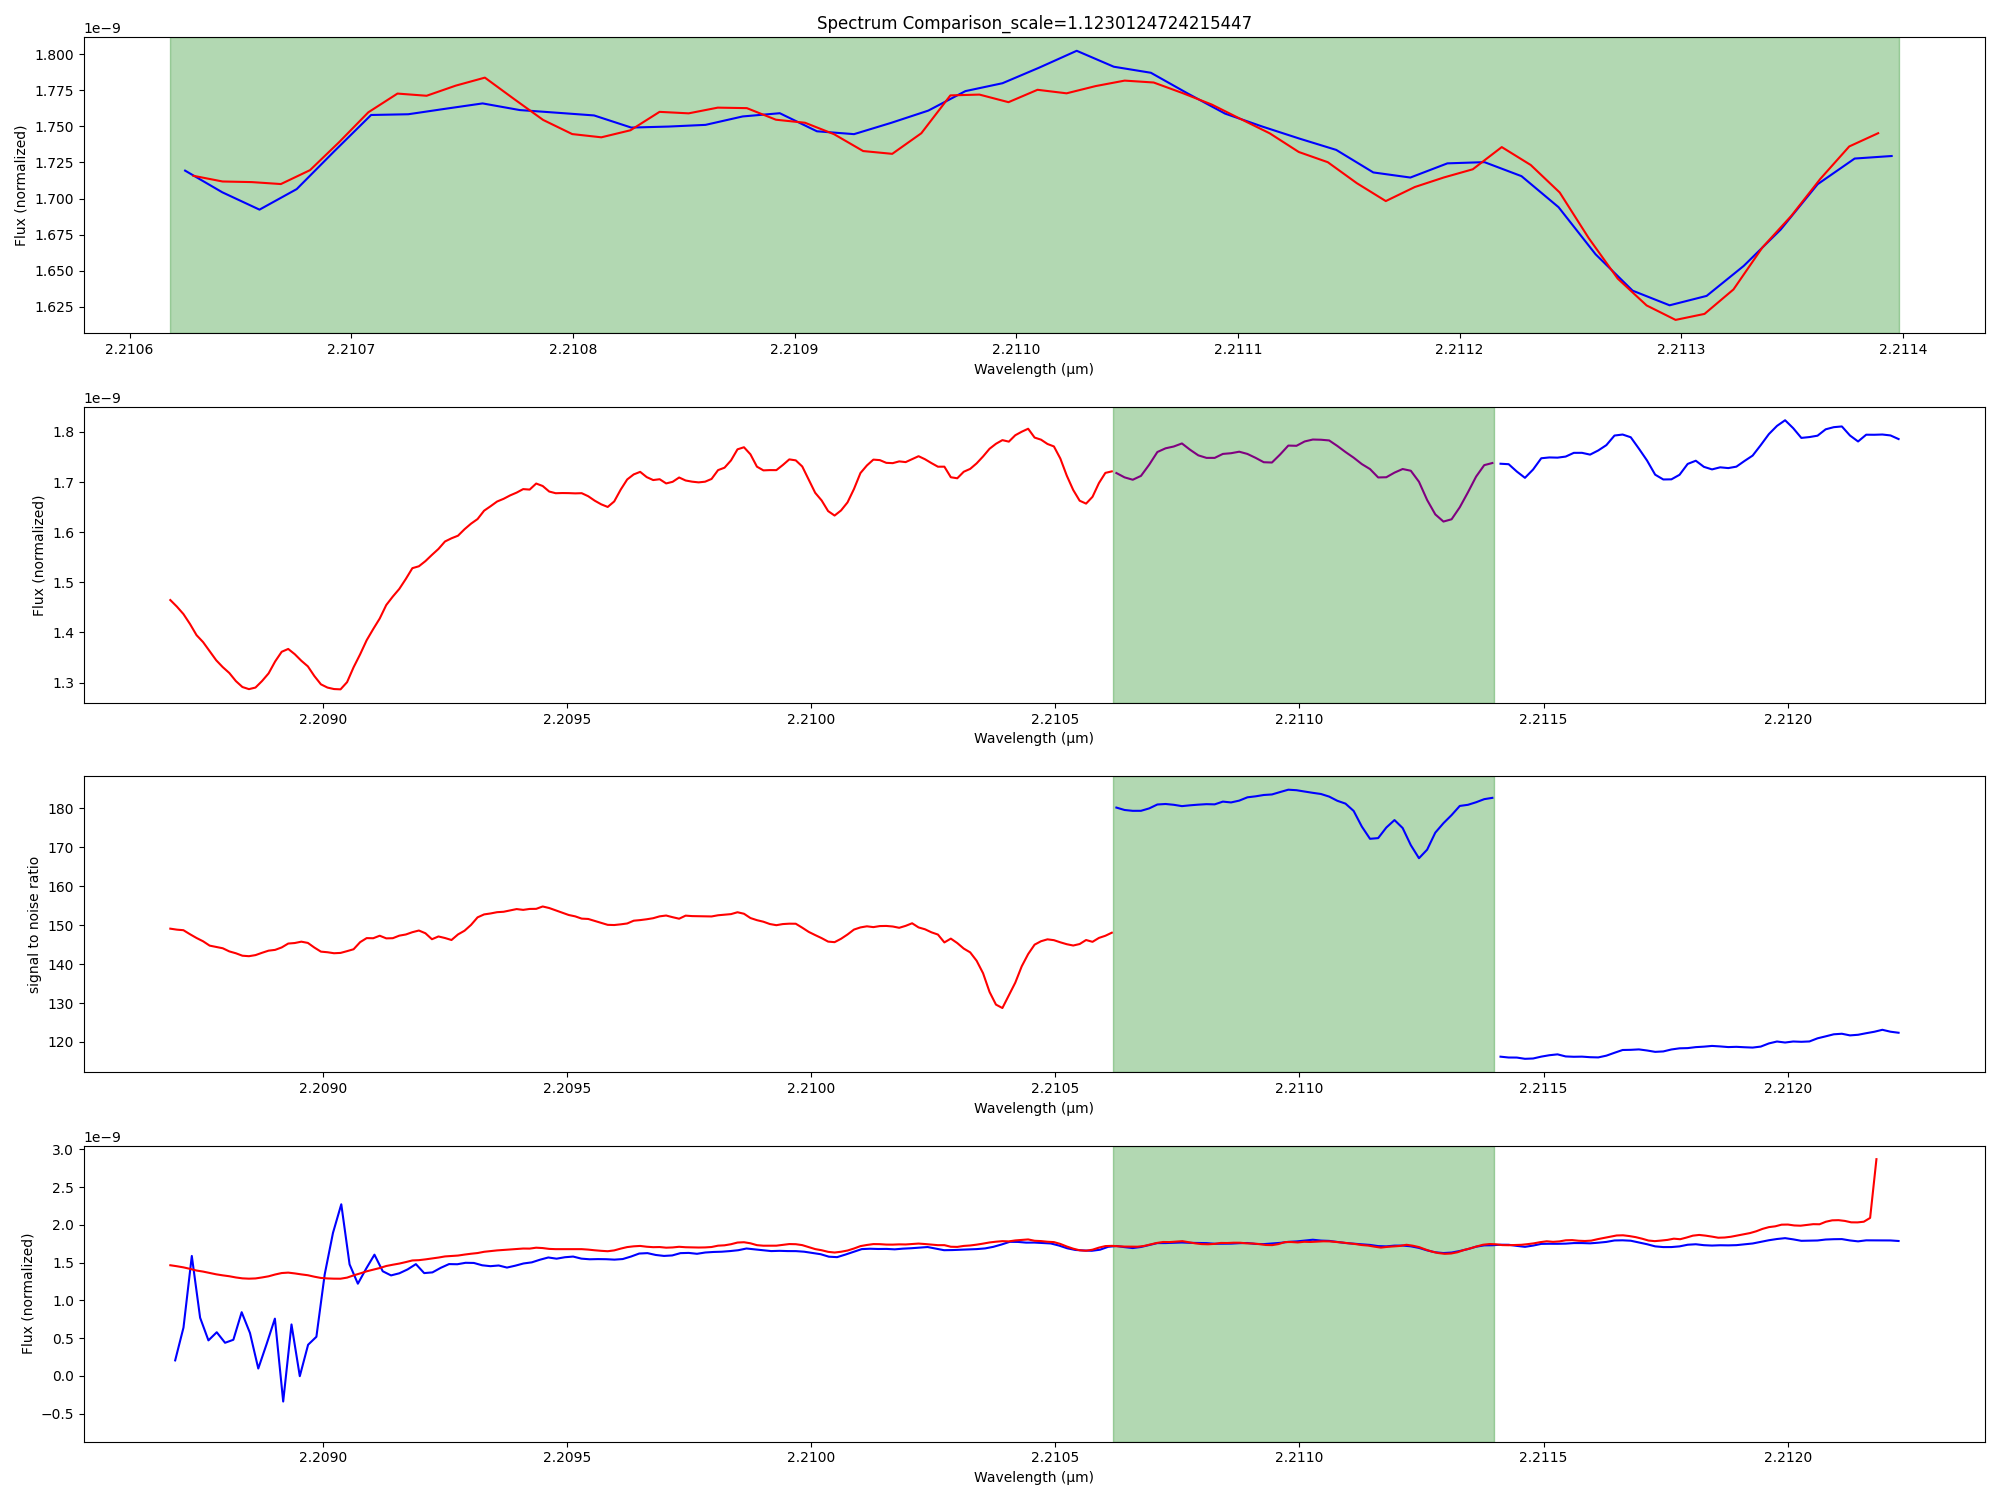 Spectrum Comparison_scale=1.1230124724215447
1e−9
1.800
1.775
1.750
1.725
1.700
1.675
1.650
1.625
Flux (normalized)
2.2106 2.2107 2.2108 2.2109 2.2110 2.2111 2.2112 2.2113 2.2114
Wavelength (µm)
1e−9
1.8
1.7
1.6
1.5
1.4
1.3
Flux (normalized)
2.2090 2.2095 2.2100 2.2105 2.2110 2.2115 2.2120
Wavelength (µm)
180
170
160
150
140
130
120
signal to noise ratio
2.2090 2.2095 2.2100 2.2105 2.2110 2.2115 2.2120
Wavelength (µm)
1e−9
3.0
2.5
2.0
1.5
1.0
0.5
0.0
−0.5
Flux (normalized)
2.2090 2.2095 2.2100 2.2105 2.2110 2.2115 2.2120
Wavelength (µm)